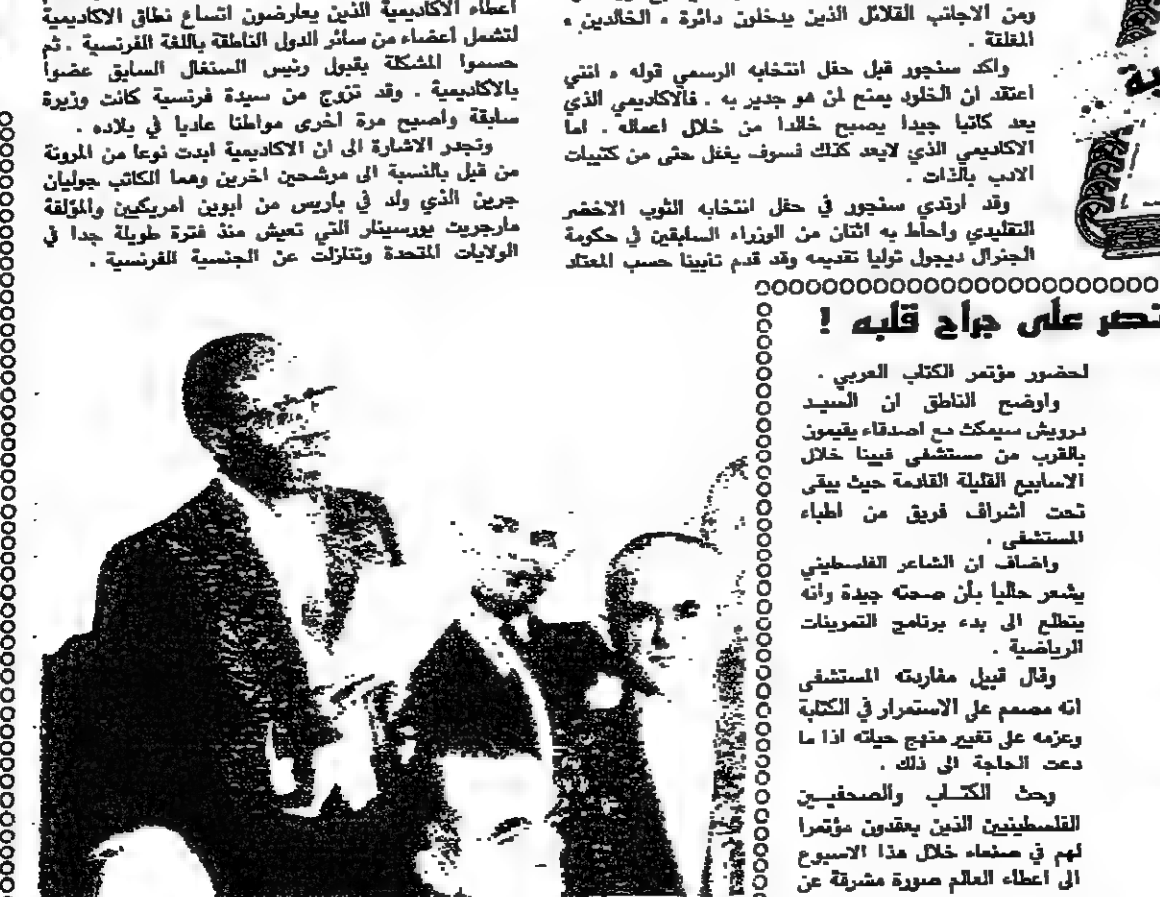 ومن الاجانب القلائل الذين يدخلون دائرة « الخالدين »
المغلقة .
واكد سنجور قبل حفل انتخابه الرسمي قوله « انني
اعتقد ان الخلود يمنح لمن هو جدير به . فالاكاديمي الذي
يعد كاتبا جيدا يصبح خالدا من خلال اعماله . اما
الاكاديمي الذي لايعد كذلك فسوف يغفل حتى من كتيبات
الادب بالذات .
وقد ارتدي سنجور في حفل انتخابه الثوب الاخضر
التقليدي واحاط به اثنان من الوزراء السابقين في حكومة
الجنرال ديجول توليا تقديمه وقد قدم تأبينا حسب المعتاد
اعطاء الاكاديمية الذين يعارضون اتساع نطاق الاكاديمية
لتشمل أعضاء من سائر الدول الناطقة باللغة الفرنسية . ثم
حسموا المشكلة بقبول رئيس السنغال السابق عضوا
بالاكاديمية . وقد تزوج من سيدة فرنسية كانت وزيرة
سابقة واصبح مرة اخرى مواطنا عاديا في بلاده .
وتجدر الاشارة الى ان الاكاديمية ابدت نوعا من المرونة
من قبل بالنسبة الى مرشحين اخرين وهما الكاتب جوليان
جرين الذي ولد في باريس من ابوين امريكيين والمؤلفة
مارجريت يورسينار التي تعيش منذ فترة طويلة جدا في
الولايات المتحدة وتنازلت عن الجنسية الفرنسية .
على جراح قلبه !
لحضور مؤتمر الكتاب العربي .
واوضح الناطق ان السيد
درويش سيمكث مع اصدقاء يقيمون
بالقرب من مستشفى فيينا خلال
الاسابيع القليلة القادمة حيث يبقى
تحت اشراف فريق من اطباء
المستشفى .
واضاف ان الشاعر الفلسطيني
يشعر حاليا بأن صحته جيدة وانه
يتطلع الى بدء برنامج التمرينات
الرياضية .
وقال قبيل مغادرته المستشفى
انه مصمم على الاستمرار في الكتابة
وعزمه على تغيير منهج حياته اذا ما
دعت الحاجة الى ذلك .
وحث الكتـاب والصحفيـين
الفلسطينيين الذين يعقدون مؤتمرا
لهم في صنعاء خلال هذا الاسبوع
الى اعطاء العالم صورة مشرقة عن